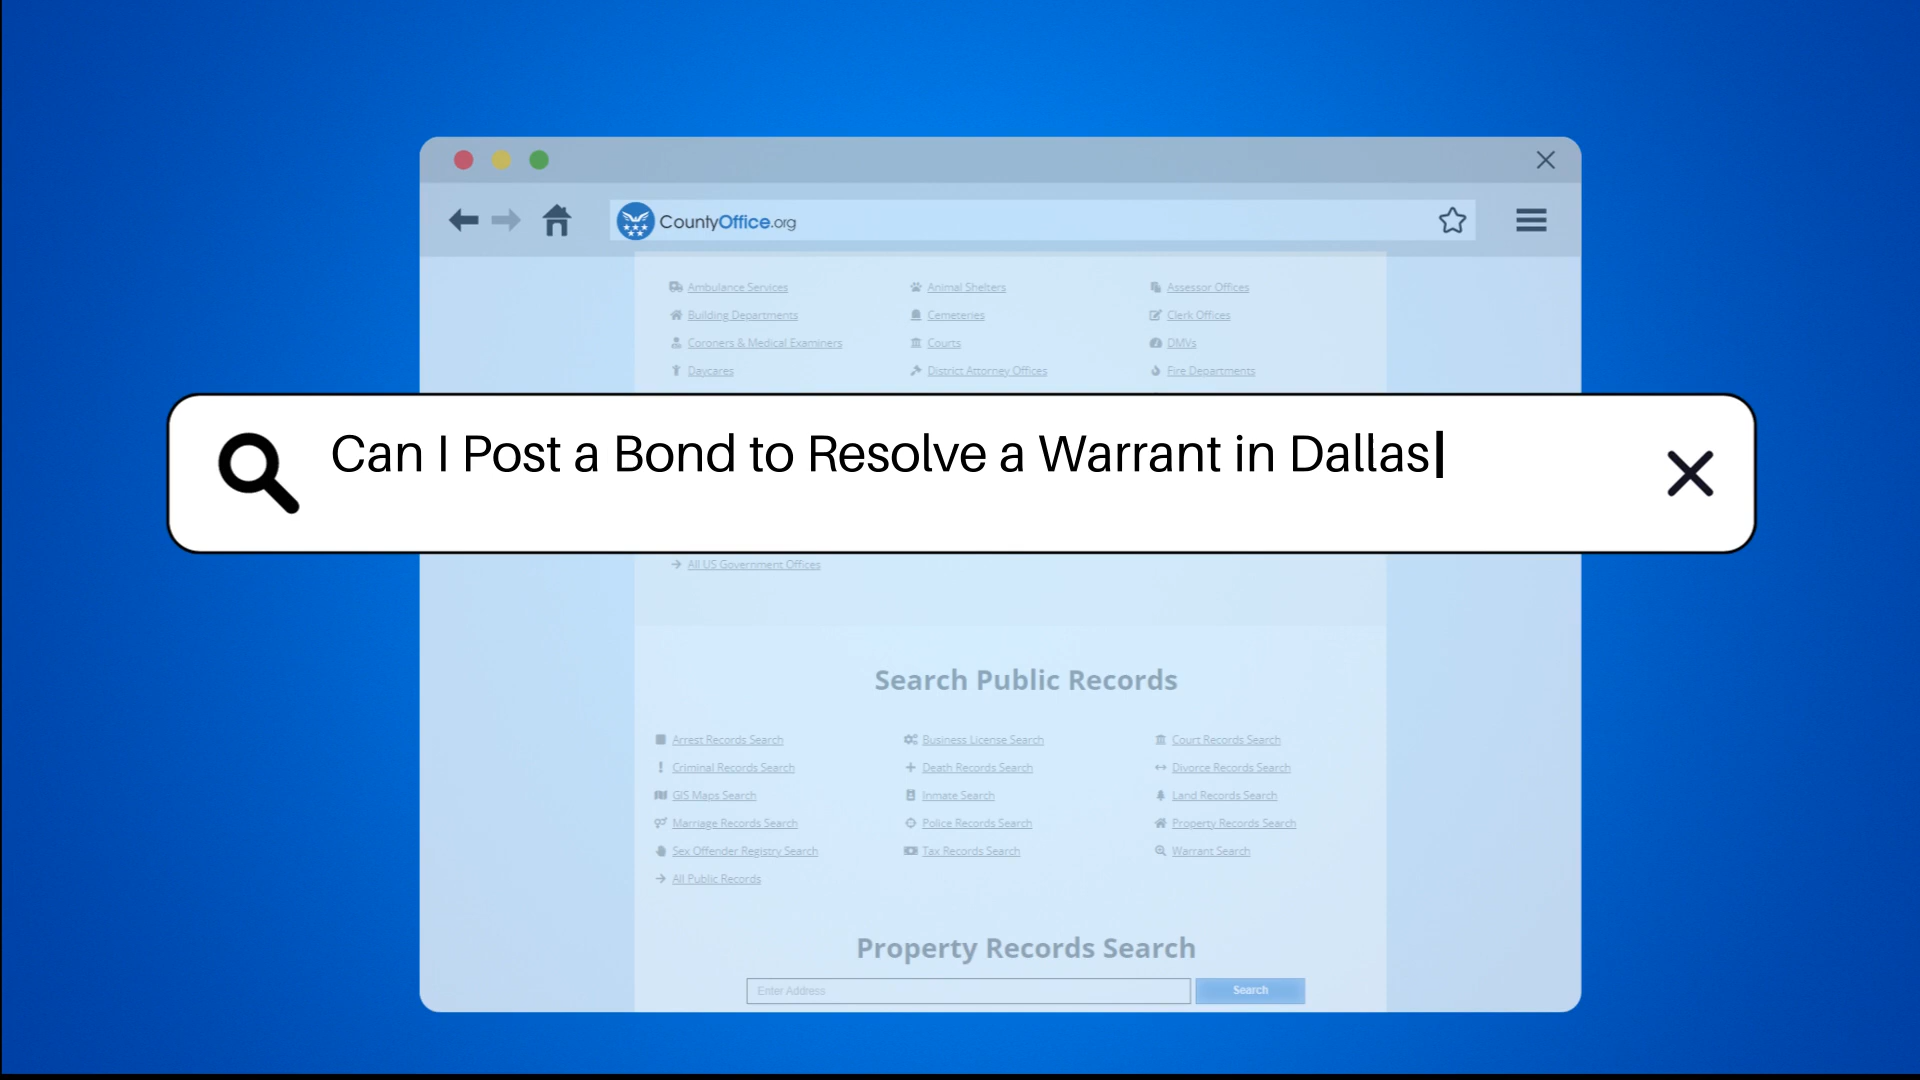 CountyOffice.org
Ambulance Services
Animal Shelters
Assessor Offices
Building Departments
Cemeteries
Clerk Offices
Coroners & Medical Examiners
Courts
DMVs
Daycares
District Attorney Offices
Fire Departments
Can I Post a Bond to Resolve a Warrant in Dallas
All US Government Offices
Search Public Records
Arrest Records Search
Business License Search
Court Records Search
Criminal Records Search
Death Records Search
Divorce Records Search
GIS Maps Search
Inmate Search
Land Records Search
Marriage Records Search
Police Records Search
Property Records Search
Sex Offender Registry Search
Tax Records Search
Warrant Search
All Public Records
Property Records Search
Enter Address
Search